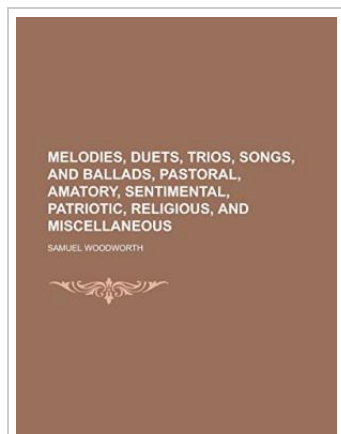 MELODIES, DUETS, TRIOS, SONGS,
AND BALLADS, PASTORAL,
AMATORY, SENTIMENTAL,
PATRIOTIC, RELIGIOUS, AND
MISCELLANEOUS
SAMUEL WOODWORTH